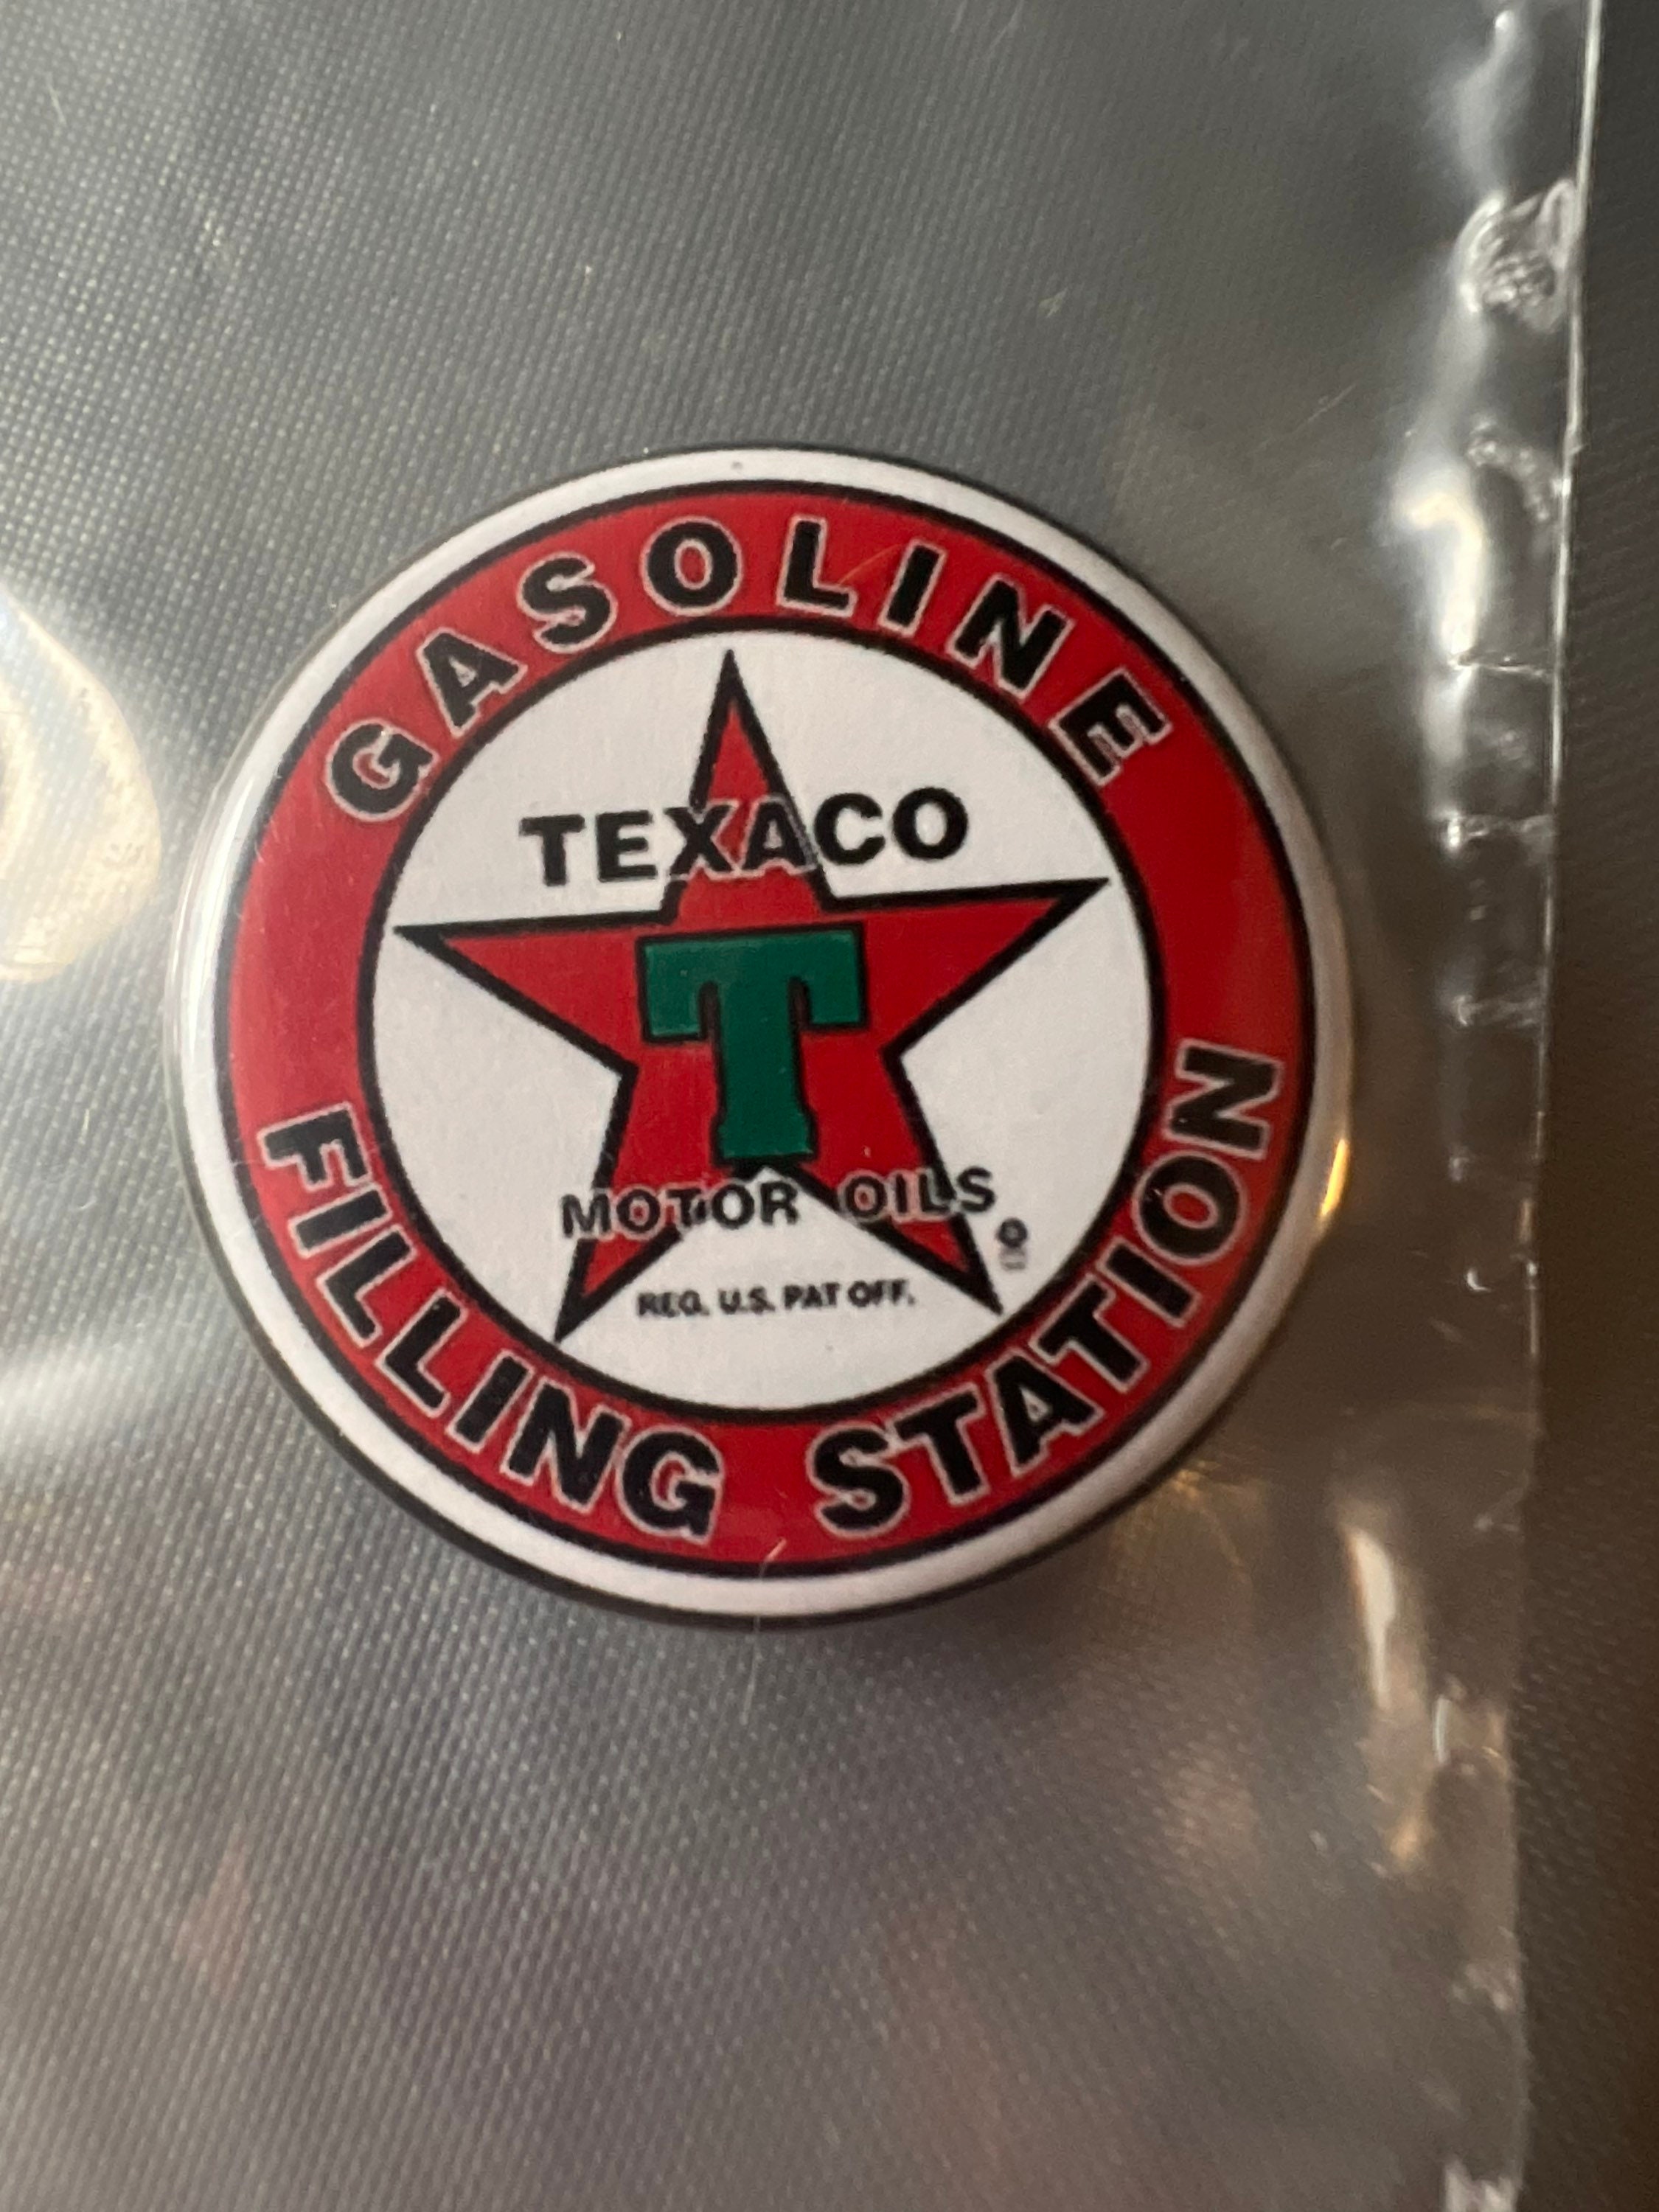 GASOLINE
TEXACO
T
MOTOR OILS
REG. U.S. PAT OFF.
FILLING STATION